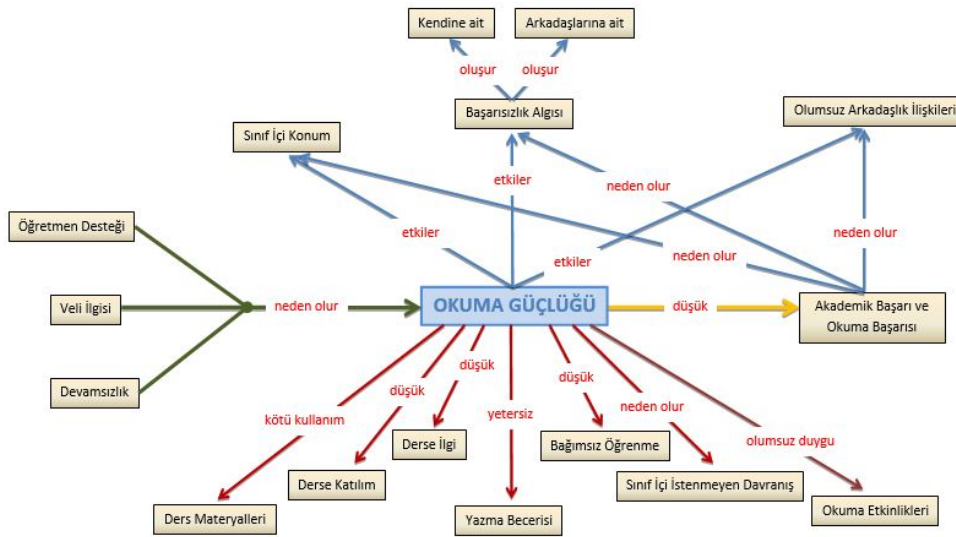 Kendine ait
Arkadaşlarına ait
oluşur
oluşur
Başarısızlık Algısı
Olumsuz Arkadaşlık İlişkileri
Sınıf İçi Konum
etkiler
neden olur
Öğretmen Desteği
etkiler
etkiler
neden olur
neden olur
Veli İlgisi
neden olur
OKUMA GÜÇLÜĞÜ
düşük
Akademik Başarı ve
Okuma Başarısı
Devamsızlık
kötü kullanım
düşük
düşük
yetersiz
düşük
neden olur
olumsuz duygu
Derse İlgi
Bağımsız Öğrenme
Derse Katılım
Sınıf İçi İstenmeyen Davranış
Ders Materyalleri
Yazma Becerisi
Okuma Etkinlikleri